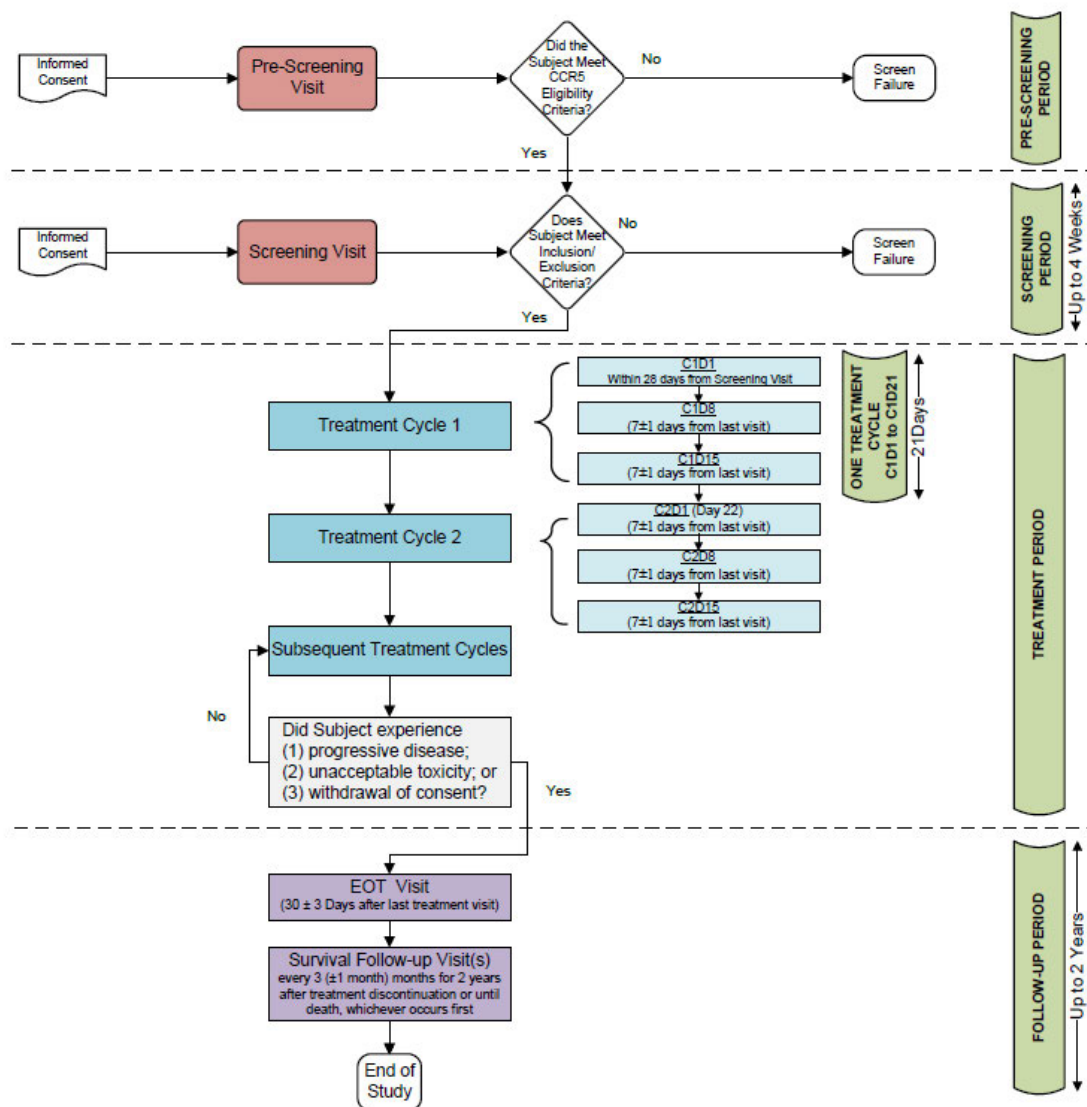 Informed
Consent
Pre-Screening
Visit
Did the
Subject Meet
CCR5
Eligibility
Criteria?
No
Screen
Failure
PRE-SCREENING
PERIOD
Yes
Informed
Consent
Screening Visit
Does
Subject Meet
Inclusion/
Exclusion
Criteria?
No
Screen
Failure
SCREENING
PERIOD
Up to 4 Weeks
Yes
Treatment Cycle 1
C1D1
Within 28 days from Screening Visit
C1D8
(7±1 days from last visit)
C1D15
(7±1 days from last visit)
ONE TREATMENT
CYCLE
C1D1 to C1D21
21Days
Treatment Cycle 2
C2D1 (Day 22)
(7±1 days from last visit)
C2D8
(7±1 days from last visit)
C2D15
(7±1 days from last visit)
TREATMENT PERIOD
Subsequent Treatment Cycles
No
Did Subject experience
(1) progressive disease;
(2) unacceptable toxicity; or
(3) withdrawal of consent?
Yes
EOT Visit
(30 ± 3 Days after last treatment visit)
Survival Follow-up Visit(s)
every 3 (±1 month) months for 2 years
after treatment discontinuation or until
death, whichever occurs first
End of
Study
FOLLOW-UP PERIOD
Up to 2 Years